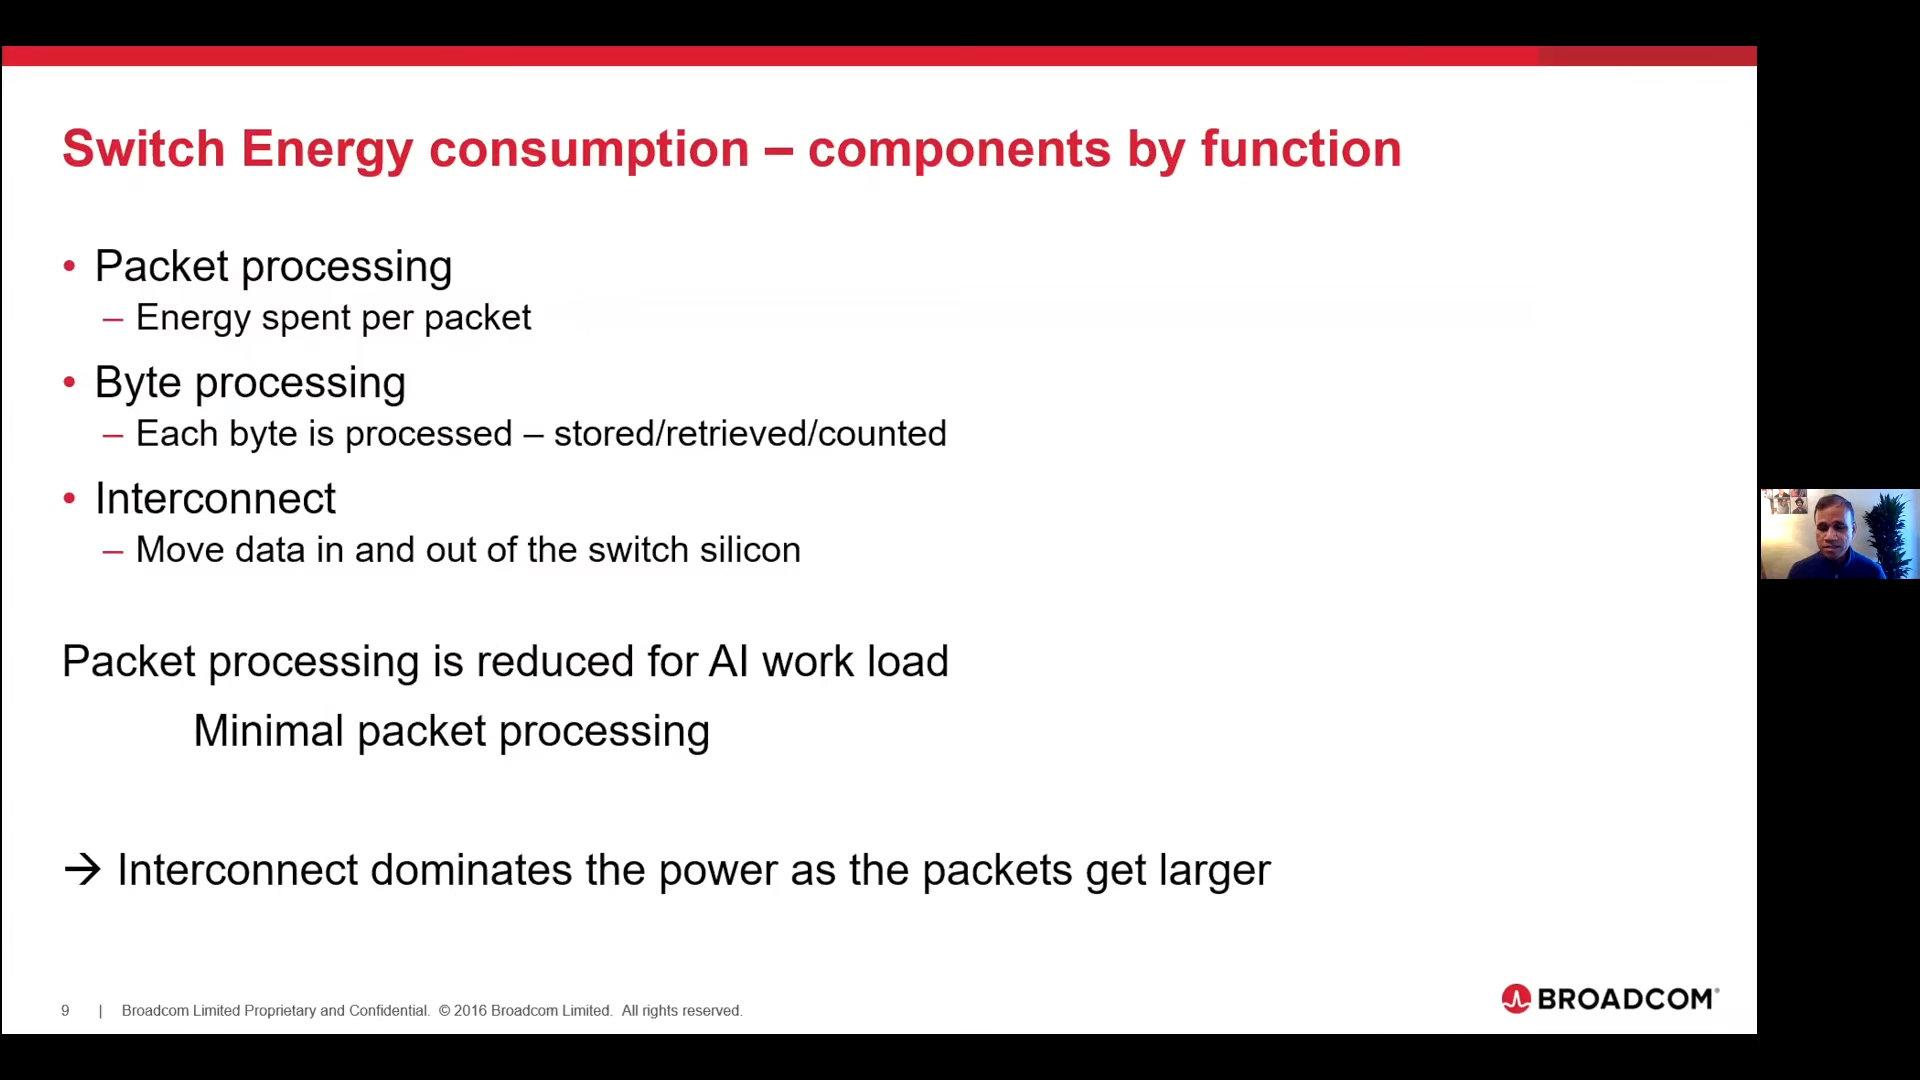 Switch Energy consumption – components by function
• Packet processing
– Energy spent per packet
• Byte processing
– Each byte is processed – stored/retrieved/counted
• Interconnect
– Move data in and out of the switch silicon
Packet processing is reduced for AI work load
Minimal packet processing
→ Interconnect dominates the power as the packets get larger
9 | Broadcom Limited Proprietary and Confidential. © 2016 Broadcom Limited. All rights reserved.
BROADCOM®